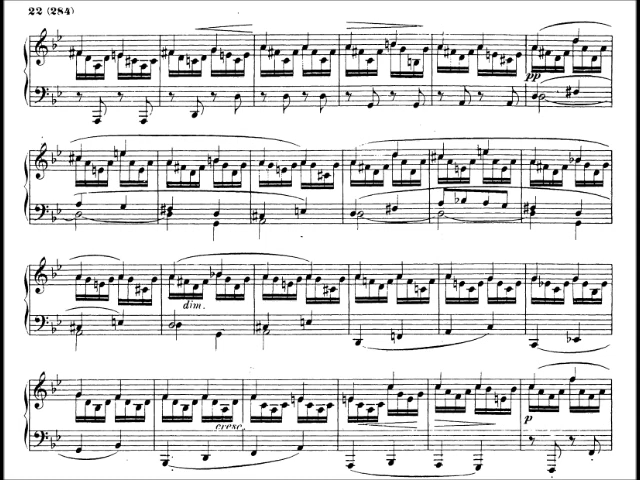 22 (284)
pp
dim.
cresc.
p